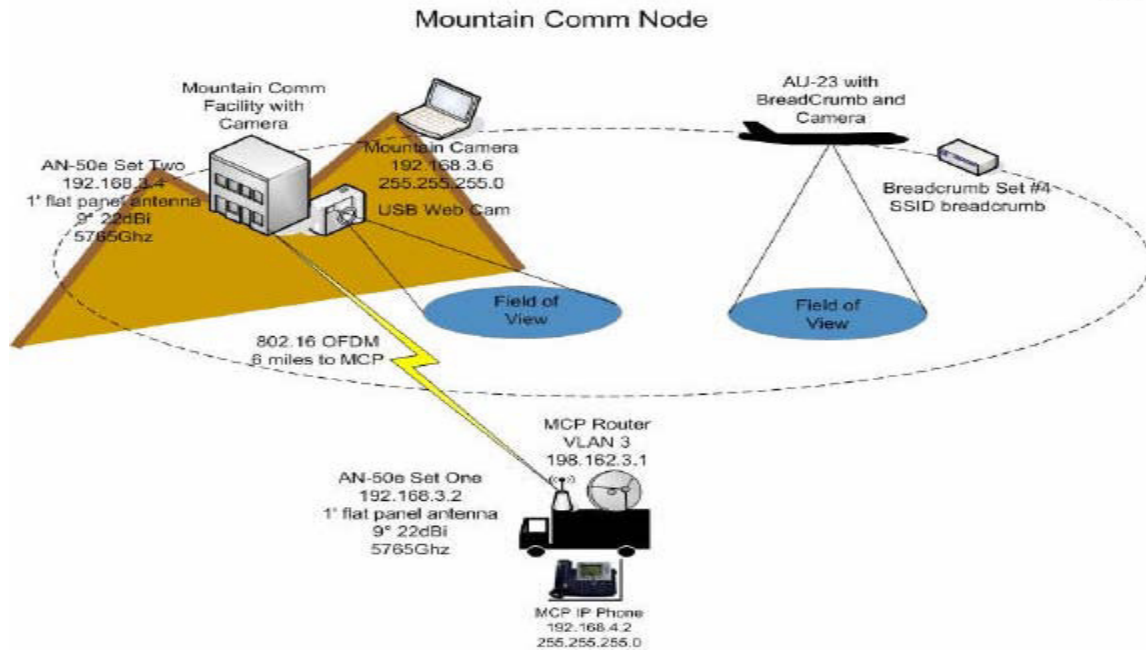 Mountain Comm Node
Mountain Comm
Facility with
Camera
AN-50e Set Two
192.168.3.4
1' flat panel antenna
9° 22dBi
5765Ghz
Mountain Camera
192.168.3.6
255.255.255.0
USB Web Cam
AU-23 with
BreadCrumb and
Camera
Breadcrumb Set #4
SSID breadcrumb
Field of
View
Field of
View
802.16 OFDM
6 miles to MCP
MCP Router
VLAN 3
198.162.3.1
AN-50e Set One
192.168.3.2
1' flat panel antenna
9° 22dBi
5765Ghz
MCP IP Phone
192.168.4.2
255.255.255.0